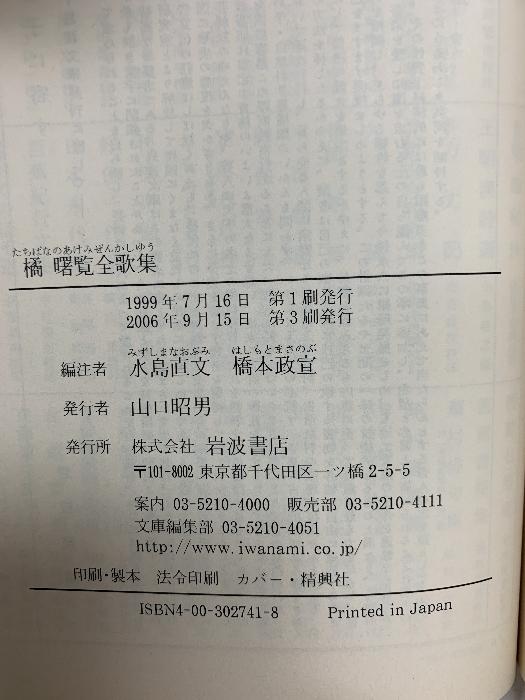 たちばなのあけみぜんかしゆう
橘 曙覧全歌集
1999年7月16日 第1刷発行
2006年9月15日 第3刷発行
みずしまなおぶみ はしもとまさのぶ
編注者 水島直文 橋本政宣
発行者 山口昭男
発行所 株式会社 岩波書店
〒101-8002 東京都千代田区一ツ橋 2-5-5
案内 03-5210-4000 販売部 03-5210-4111
文庫編集部 03-5210-4051
http://www.iwanami.co.jp/
印刷・製本 法令印刷 カバー・精興社
ISBN4-00-302741-8 Printed in Japan